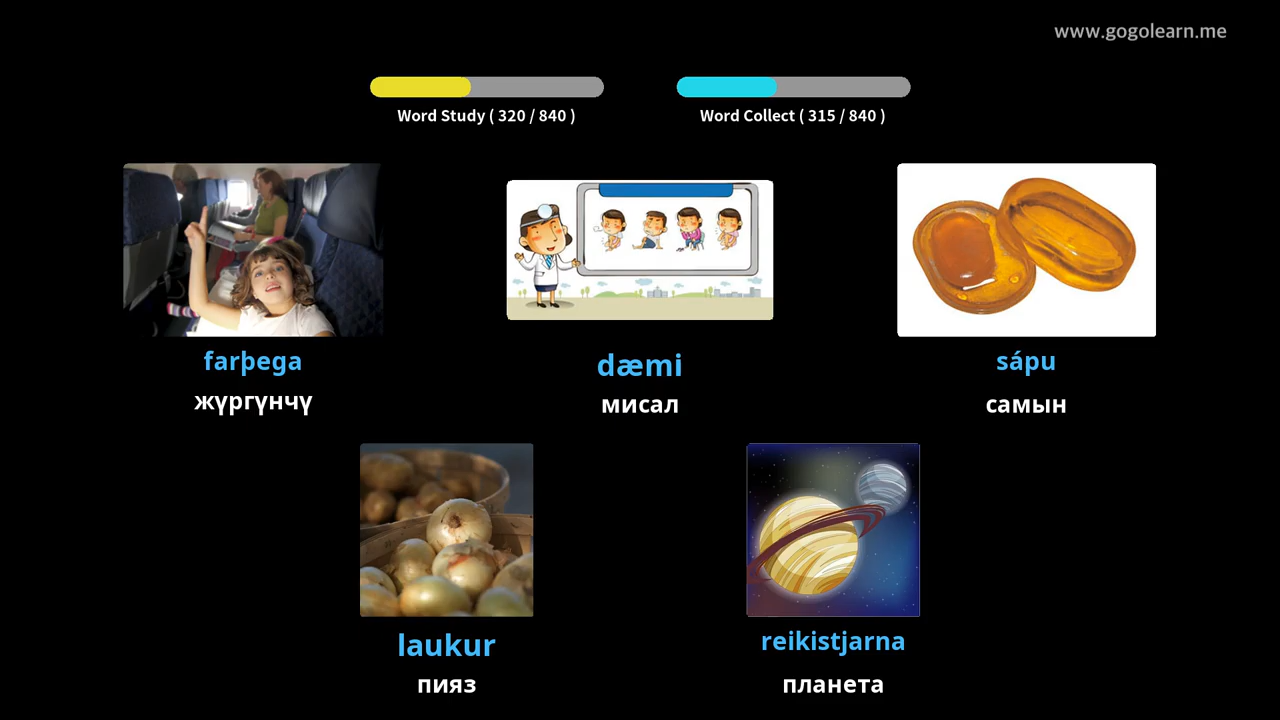 www.gogolearn.me
Word Study ( 320 / 840 )
Word Collect ( 315 / 840 )
farþega
жүргүнчү
dæmi
мисал
sápu
самын
laukur
пияз
reikistjarna
планета